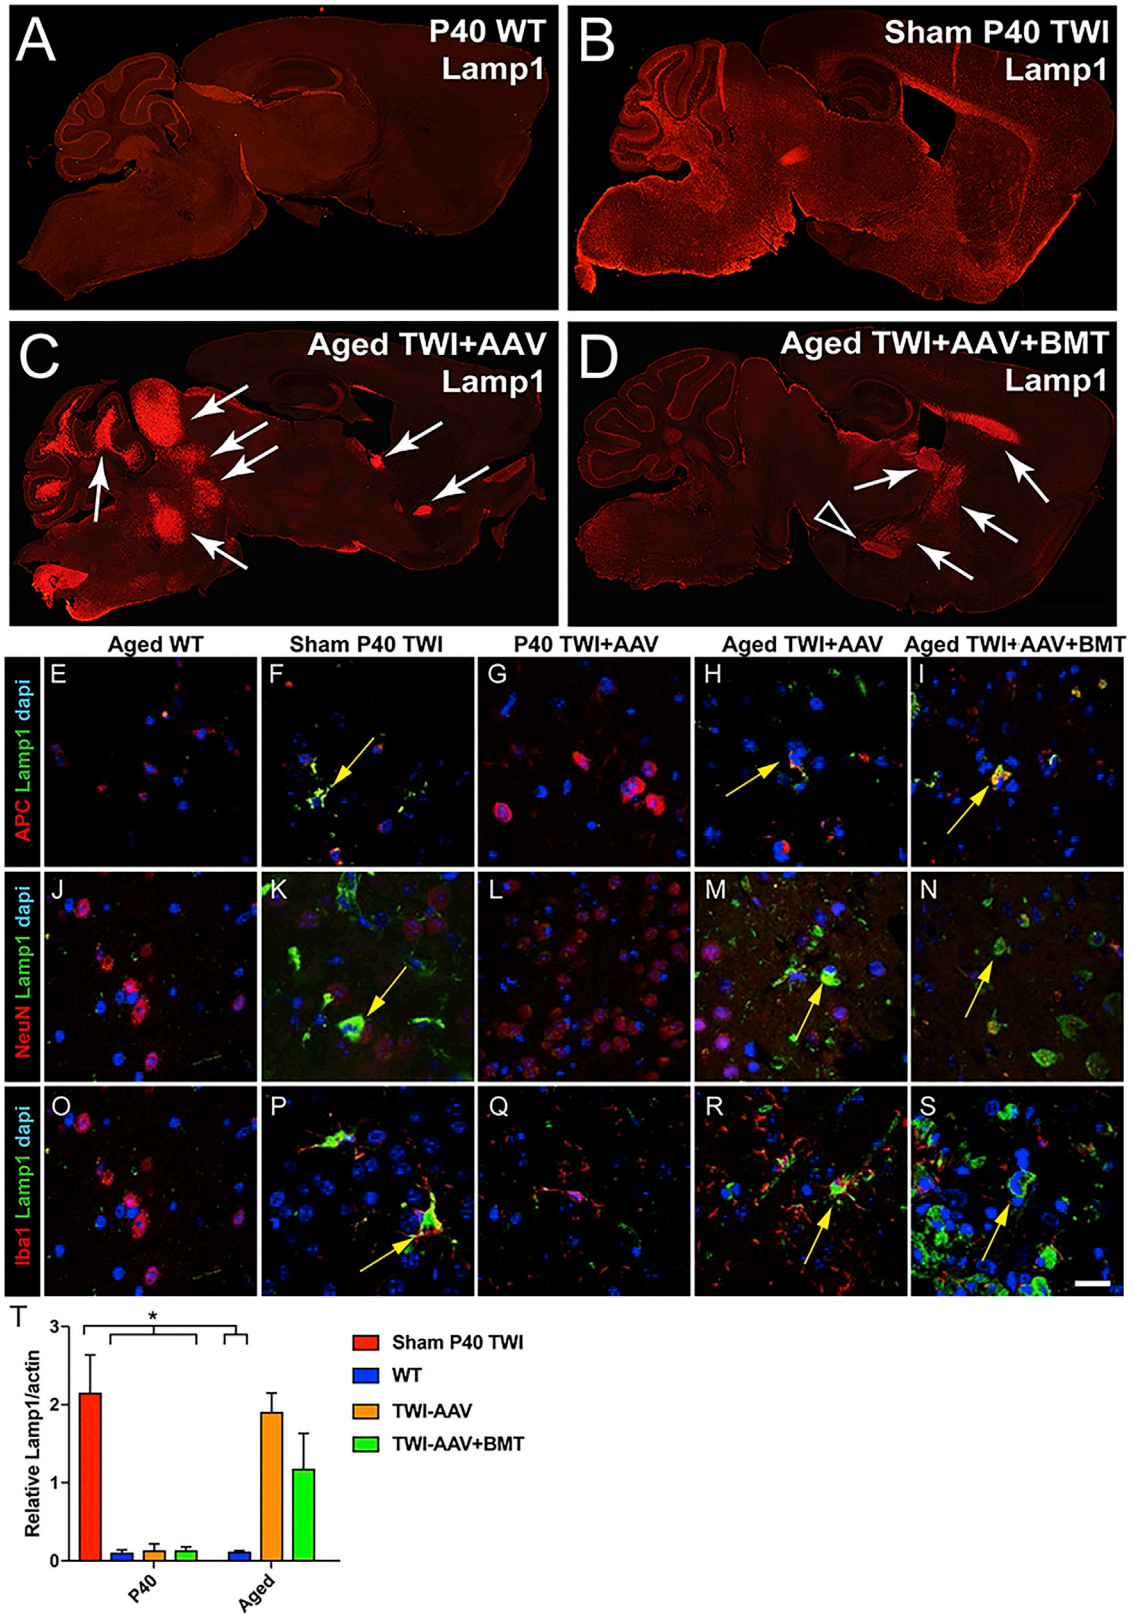 A
P40 WT
Lamp1
B
Sham P40 TWI
Lamp1
C
Aged TWI+AAV
Lamp1
D
Aged TWI+AAV+BMT
Lamp1
Aged WT
Sham P40 TWI
P40 TWI+AAV
Aged TWI+AAV
Aged TWI+AAV+BMT
APC Lamp1 dapi
E
F
G
H
I
NeuN Lamp1 dapi
J
K
L
M
N
Iba1 Lamp1 dapi
O
P
Q
R
S
T
Relative Lamp1/actin
3
2
1
0
*
P40
Aged
Sham P40 TWI
WT
TWI-AAV
TWI-AAV+BMT